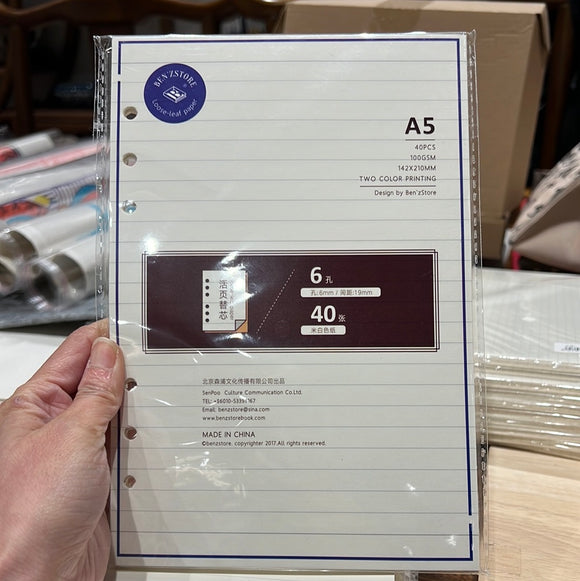 BEN'ZSTORE
Loose-leaf paper
A5
40PCS
100GSM
142X210MM
TWO COLOR PRINTING
Design by Ben'zStore
活页替芯
6 孔
孔:6mm / 间距:19mm
40 张
米白色纸
北京森浦文化传播有限公司出品
SenPoo Culture Communication Co.Ltd.
Email: benzstore@sina.com
www.benzstorebook.com
MADE IN CHINA
©benzstore. copyrighter 2017.All rights reserved.